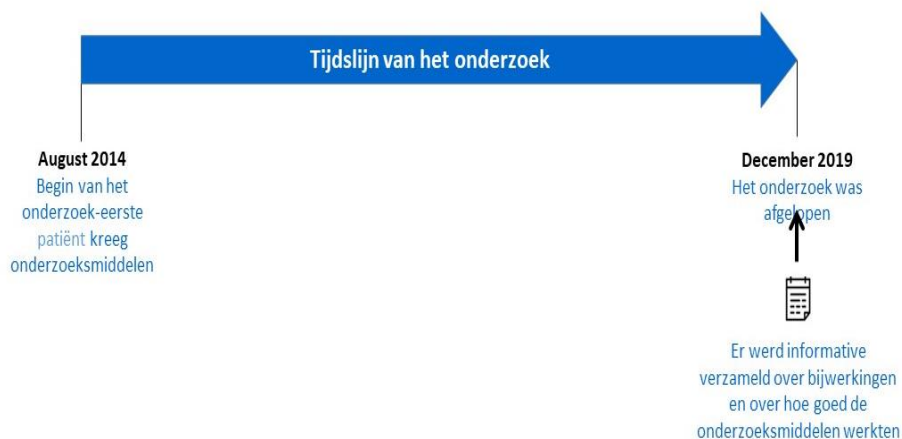 Tijdslijn van het onderzoek
August 2014
Begin van het
onderzoek-eerste
patiënt kreeg
onderzoeksmiddelen
December 2019
Het onderzoek was
afgelopen
Er werd informative
verzameld over bijwerkingen
en over hoe goed de
onderzoeksmiddelen werkten